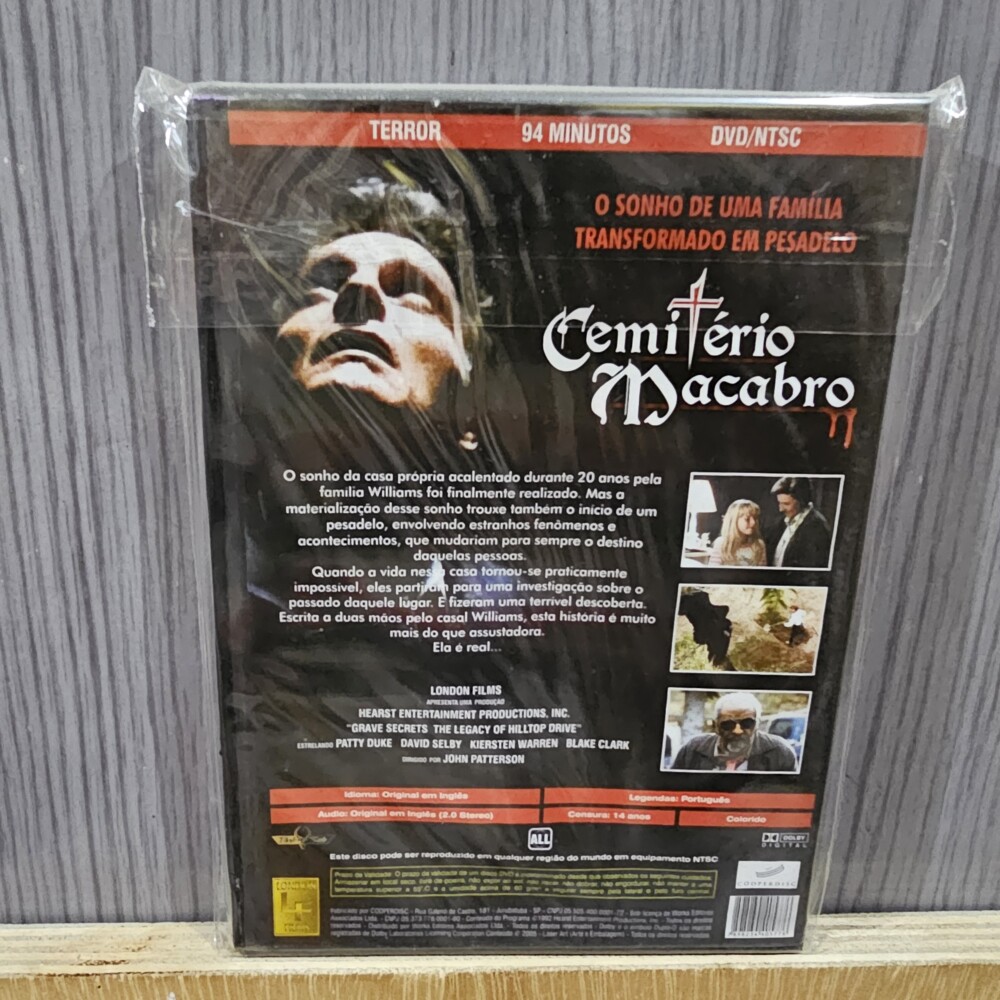 TERROR 94 MINUTOS DVD/NTSC
O SONHO DE UMA FAMÍLIA
TRANSFORMADO EM PESADELO
Cemitério
Macabro
O sonho da casa própria acalentado durante 20 anos pela
família Williams foi finalmente realizado. Mas a
materialização desse sonho trouxe também o início de um
pesadelo, envolvendo estranhos fenômenos e
acontecimentos, que mudariam para sempre o destino
daquelas pessoas.
Quando a vida nessa casa tornou-se praticamente
impossível, eles partiram para uma investigação sobre o
passado daquele lugar. E fizeram uma terrível descoberta.
Escrita a duas mãos pelo casal Williams, esta história é muito
mais do que assustadora.
Ela é real...
LONDON FILMS
APRESENTA UMA PRODUÇÃO
HEARST ENTERTAINMENT PRODUCTIONS, INC.
"GRAVE SECRETS THE LEGACY OF HILLTOP DRIVE"
ESTRELANDO PATTY DUKE DAVID SELBY KIERSTEN WARREN BLAKE CLARK
DIRIGIDO POR JOHN PATTERSON
Idioma: Original em Inglês Legendas: Português
Audio: Original em Inglês (2.0 Stereo) Censura: 14 anos Colorido
ALL
DOLBY
DIGITAL
Este disco pode ser reproduzido em qualquer região do mundo em equipamento NTSC
COOPERDISC
LONDON
LF